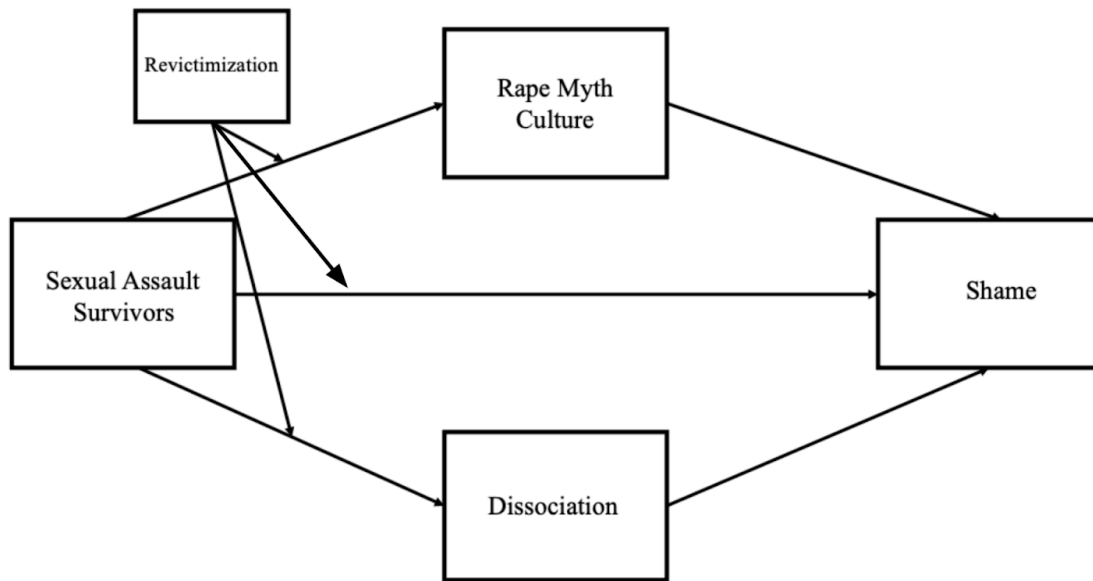 Revictimization
Rape Myth
Culture
Sexual Assault
Survivors
Shame
Dissociation